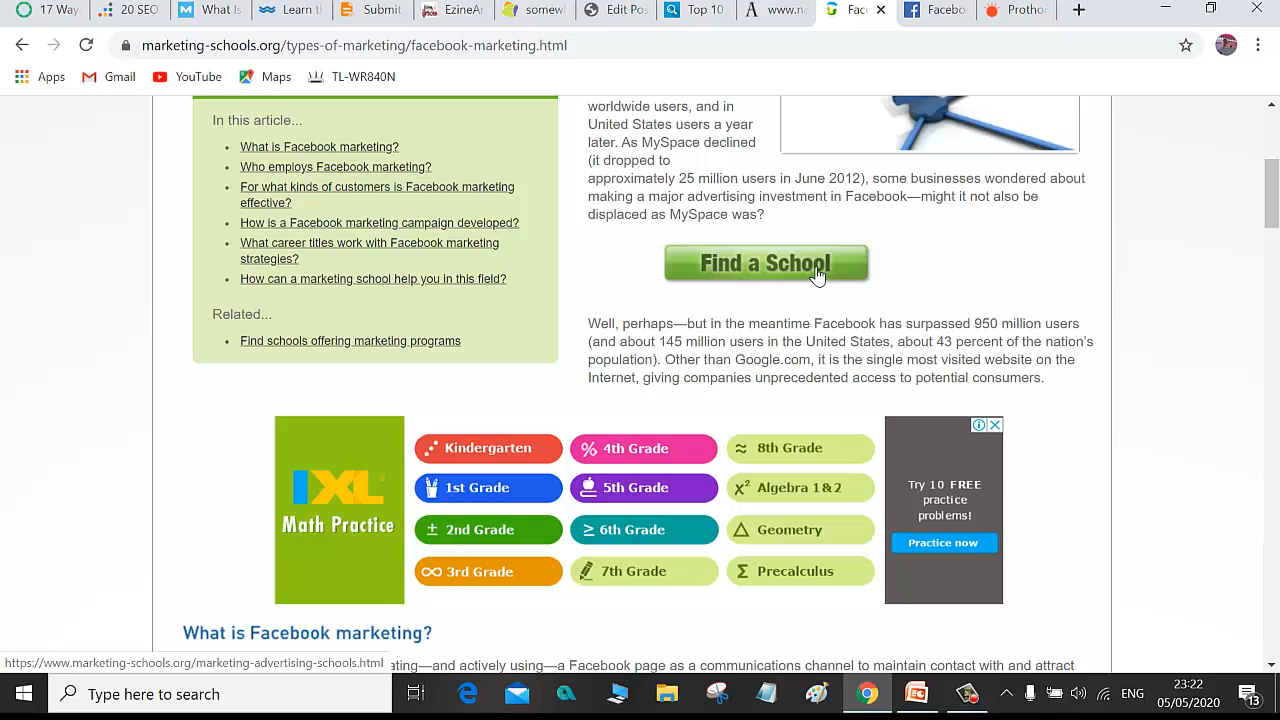 17 Way
20 SEO
What Is
Learn t
Submit
EzineAr
somew
Edit Pos
Top 10
www.na
Fac
Facebo
Prothor
marketing-schools.org/types-of-marketing/facebook-marketing.html
Apps
Gmail
YouTube
Maps
TL-WR840N
In this article...
What is Facebook marketing?
Who employs Facebook marketing?
For what kinds of customers is Facebook marketing
effective?
How is a Facebook marketing campaign developed?
What career titles work with Facebook marketing
strategies?
How can a marketing school help you in this field?
Related...
Find schools offering marketing programs
worldwide users, and in
United States users a year
later. As MySpace declined
(it dropped to
approximately 25 million users in June 2012), some businesses wondered about
making a major advertising investment in Facebook—might it not also be
displaced as MySpace was?
Find a School
Well, perhaps—but in the meantime Facebook has surpassed 950 million users
(and about 145 million users in the United States, about 43 percent of the nation's
population). Other than Google.com, it is the single most visited website on the
Internet, giving companies unprecedented access to potential consumers.
IXL
Math Practice
Kindergarten
% 4th Grade
≈ 8th Grade
1st Grade
5th Grade
x² Algebra 1 & 2
± 2nd Grade
≥ 6th Grade
△ Geometry
∞ 3rd Grade
7th Grade
Σ Precalculus
Try 10 FREE
practice
problems!
Practice now
What is Facebook marketing?
https://www.marketing-schools.org/marketing-advertising-schools.html
ating—and actively using—a Facebook page as a communications channel to maintain contact with and attract
Type here to search
ENG
23:22
05/05/2020
13